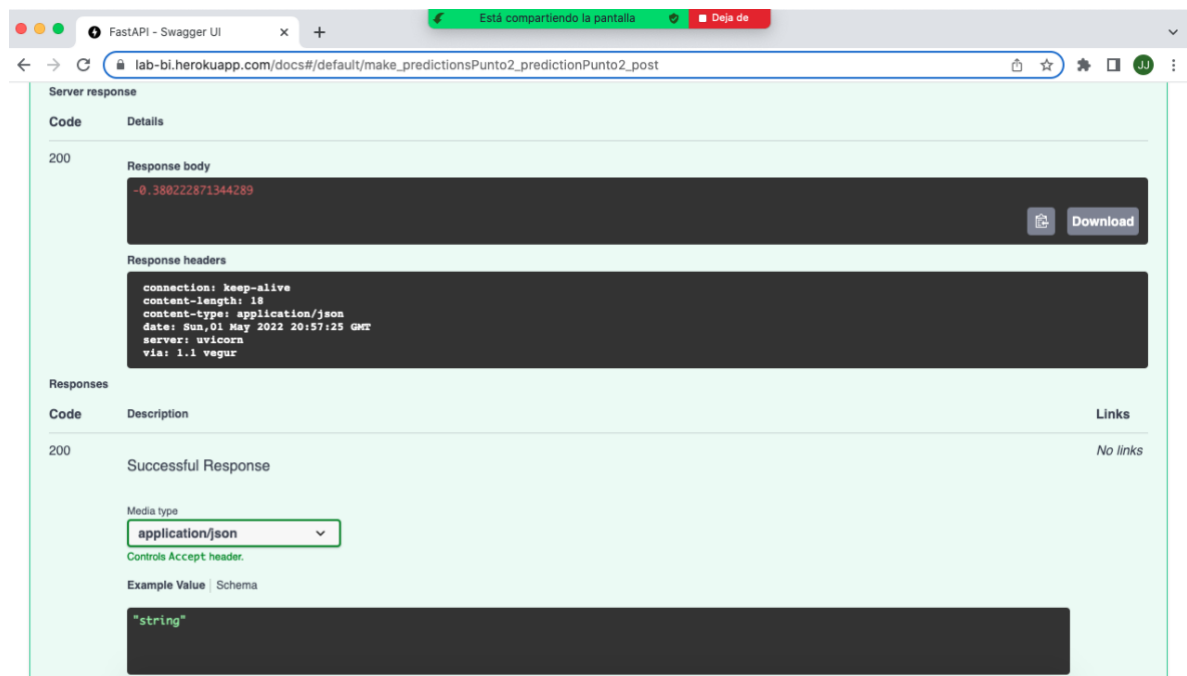 Está compartiendo la pantalla
Deja de
FastAPI - Swagger UI
lab-bi.herokuapp.com/docs#/default/make_predictionsPunto2_predictionPunto2_post
JJ
Server response
Code Details
200
Response body
-0.380222871344289
Download
Response headers
connection: keep-alive
content-length: 18
content-type: application/json
date: Sun,01 May 2022 20:57:25 GMT
server: uvicorn
via: 1.1 vegur
Responses
Code Description Links
200 No links
Successful Response
Media type
application/json
Controls Accept header.
Example Value Schema
"string"